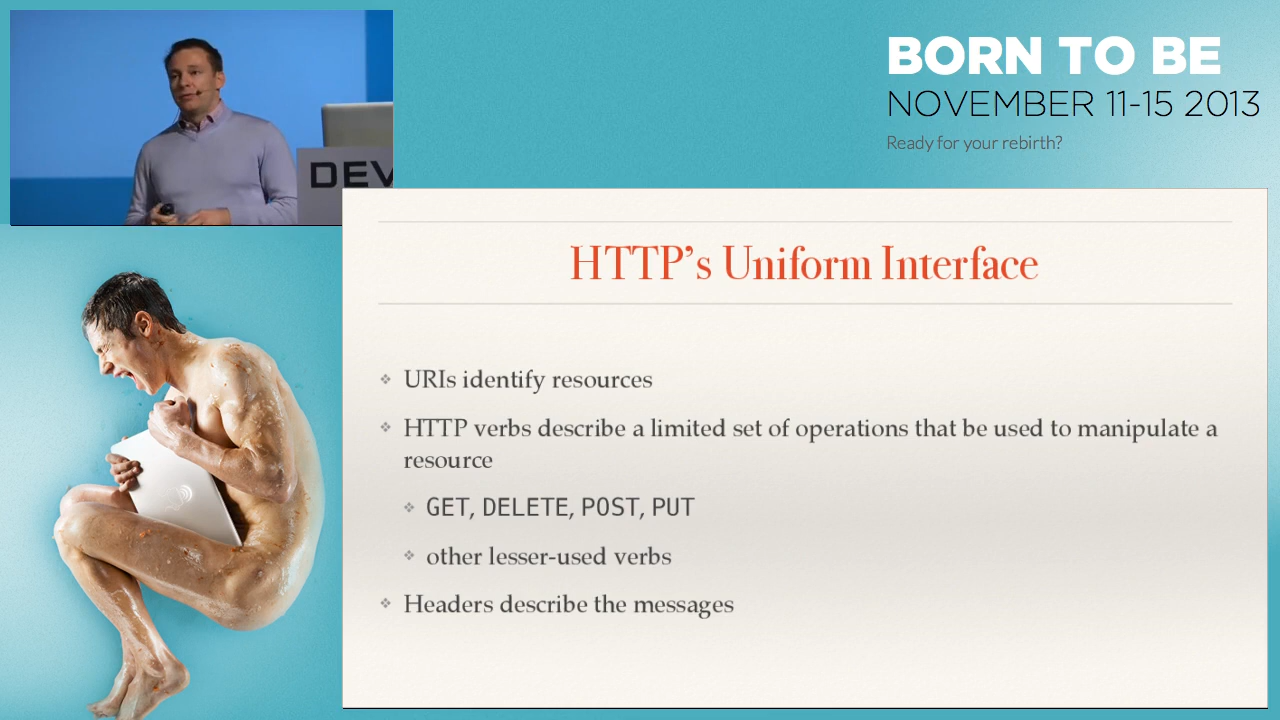 BORN TO BE
NOVEMBER 11-15 2013
Ready for your rebirth?
DEV
HTTP's Uniform Interface
URIs identify resources
HTTP verbs describe a limited set of operations that be used to manipulate a
resource
GET, DELETE, POST, PUT
other lesser-used verbs
Headers describe the messages